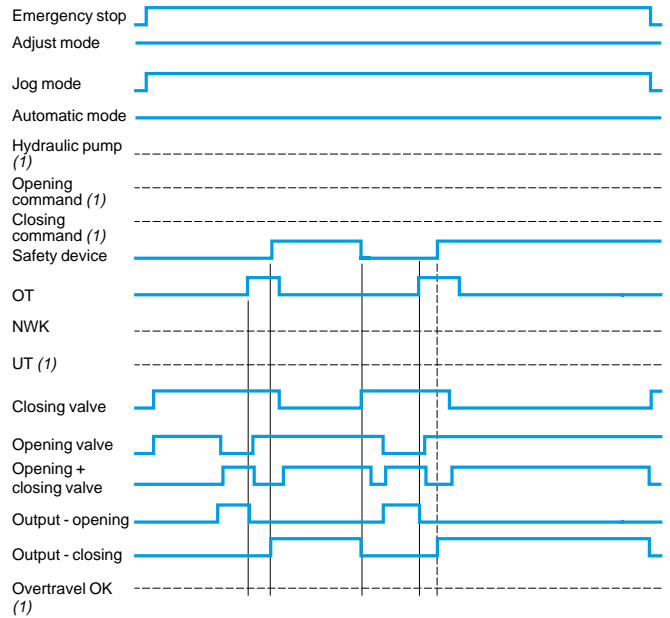 Emergency stop
Adjust mode
Jog mode
Automatic mode
Hydraulic pump
(1)
Opening
command (1)
Closing
command (1)
Safety device
OT
NWK
UT (1)
Closing valve
Opening valve
Opening +
closing valve
Output - opening
Output - closing
Overtravel OK
(1)